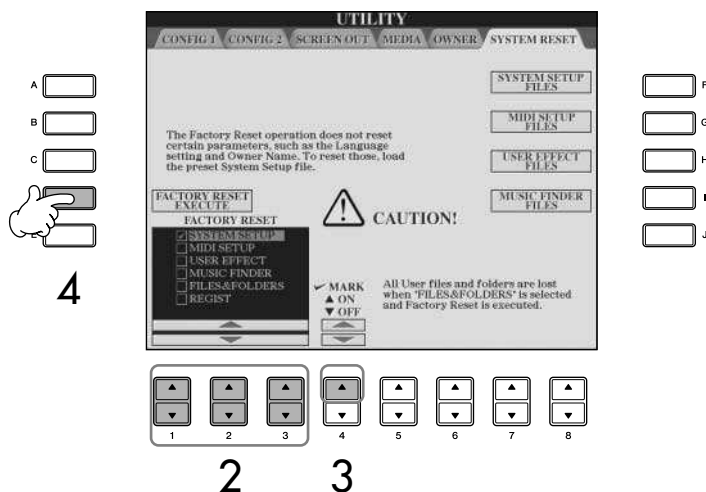 UTILITY
CONFIG 1 CONFIG 2 SCREEN OUT MEDIA OWNER SYSTEM RESET
SYSTEM SETUP
FILES
A
F
MIDI SETUP
FILES
B
G
The Factory Reset operation does not reset
certain parameters, such as the Language
setting and Owner Name. To reset those, load
the preset System Setup file.
C
USER EFFECT
FILES
H
FACTORY RESET
EXECUTE
MUSIC FINDER
FILES
I
CAUTION!
FACTORY RESET
SYSTEM SETUP
MIDI SETUP
USER EFFECT
MUSIC FINDER
FILES&FOLDERS
REGIST
E
J
4
MARK
▲ ON
▼ OFF
All User files and folders are lost
when "FILES&FOLDERS" is selected
and Factory Reset is executed.
1 2 3 4 5 6 7 8
2 3